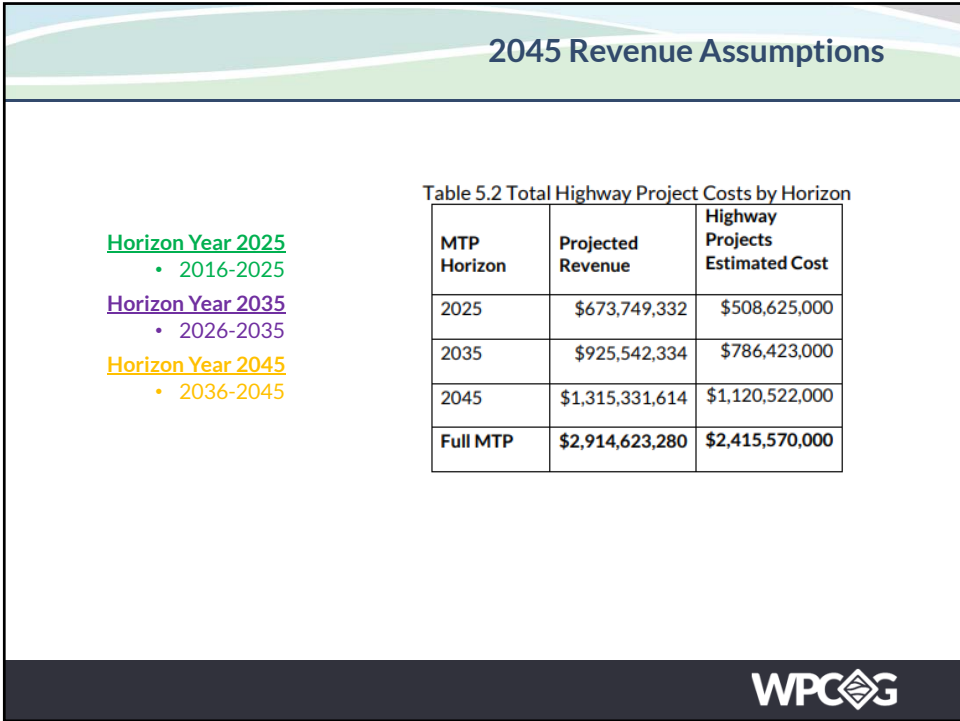 2045 Revenue Assumptions
Horizon Year 2025
• 2016-2025
Horizon Year 2035
• 2026-2035
Horizon Year 2045
• 2036-2045
Table 5.2 Total Highway Project Costs by Horizon
MTP Horizon Projected Revenue Highway Projects Estimated Cost
2025 $673,749,332 $508,625,000
2035 $925,542,334 $786,423,000
2045 $1,315,331,614 $1,120,522,000
Full MTP $2,914,623,280 $2,415,570,000
WPCOG